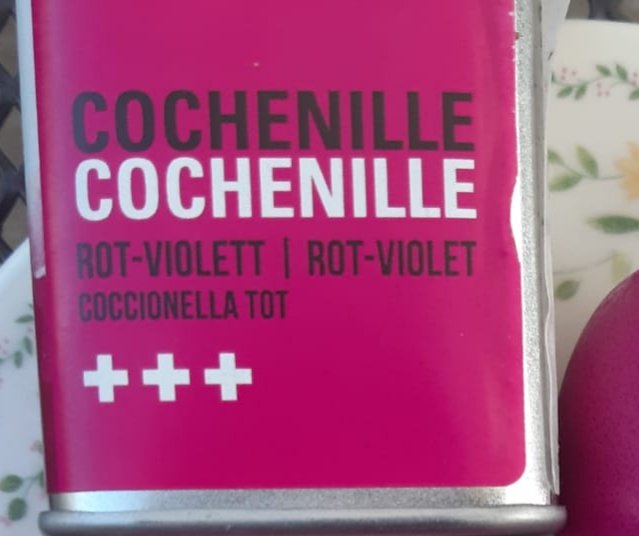 COCHENILLE
COCHENILLE
ROT-VIOLETT | ROT-VIOLET
COCCIONELLA TOT
+++